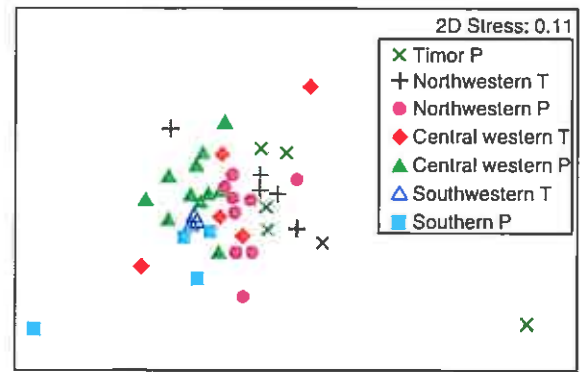 2D Stress: 0.11
Timor P
Northwestern T
Northwestern P
Central western T
Central western P
Southwestern T
Southern P